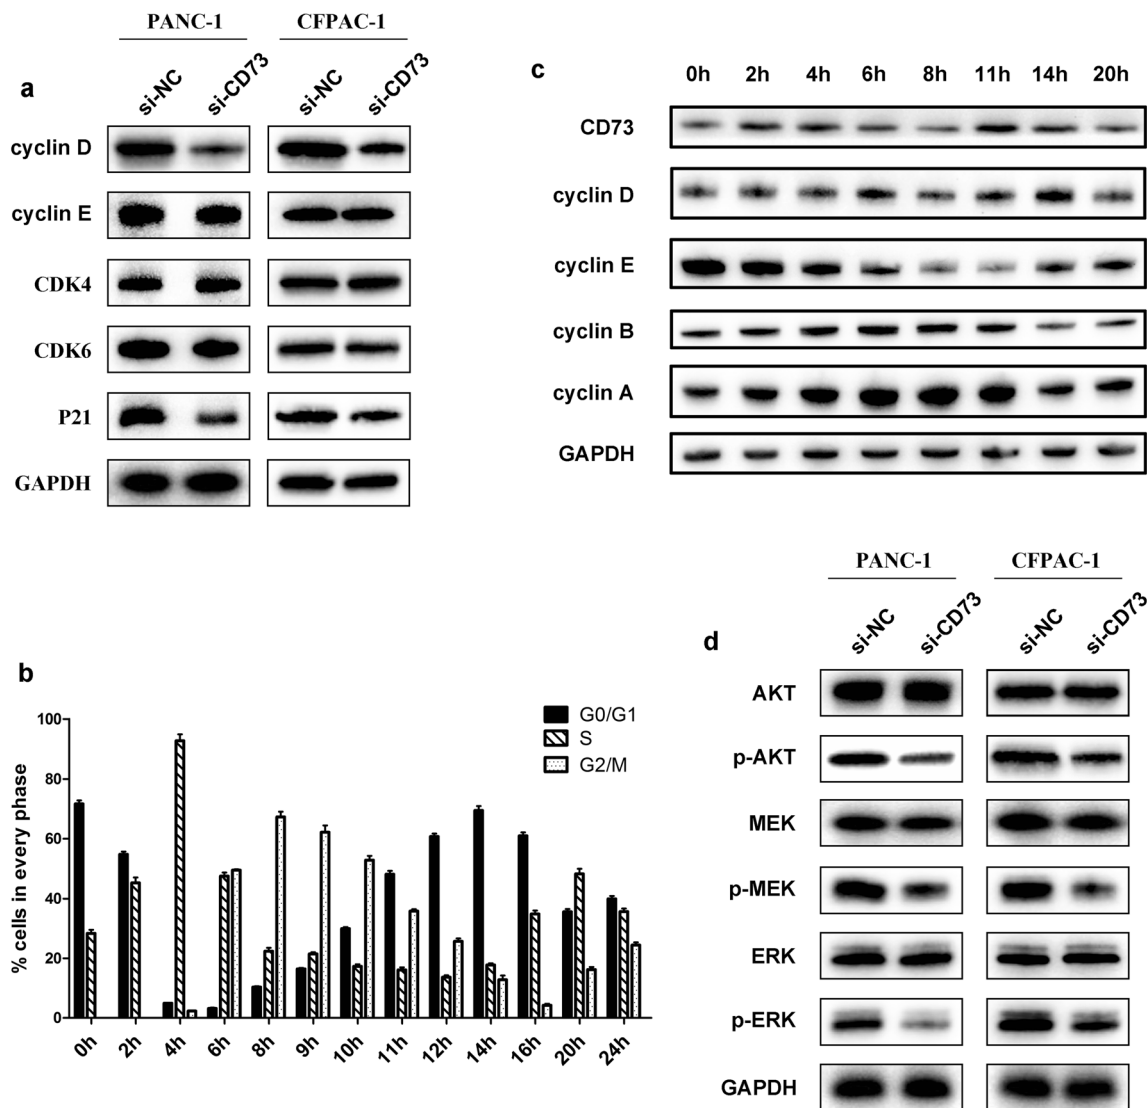 PANC-1 CFPAC-1
a
si-NC si-CD73 si-NC si-CD73
cyclin D
cyclin E
CDK4
CDK6
P21
GAPDH
c
0h 2h 4h 6h 8h 11h 14h 20h
CD73
cyclin D
cyclin E
cyclin B
cyclin A
GAPDH
b
G0/G1
S
G2/M
% cells in every phase
100
80
60
40
20
0
0h 2h 4h 6h 8h 9h 10h 11h 12h 14h 16h 20h 24h
PANC-1 CFPAC-1
d
si-NC si-CD73 si-NC si-CD73
AKT
p-AKT
MEK
p-MEK
ERK
p-ERK
GAPDH